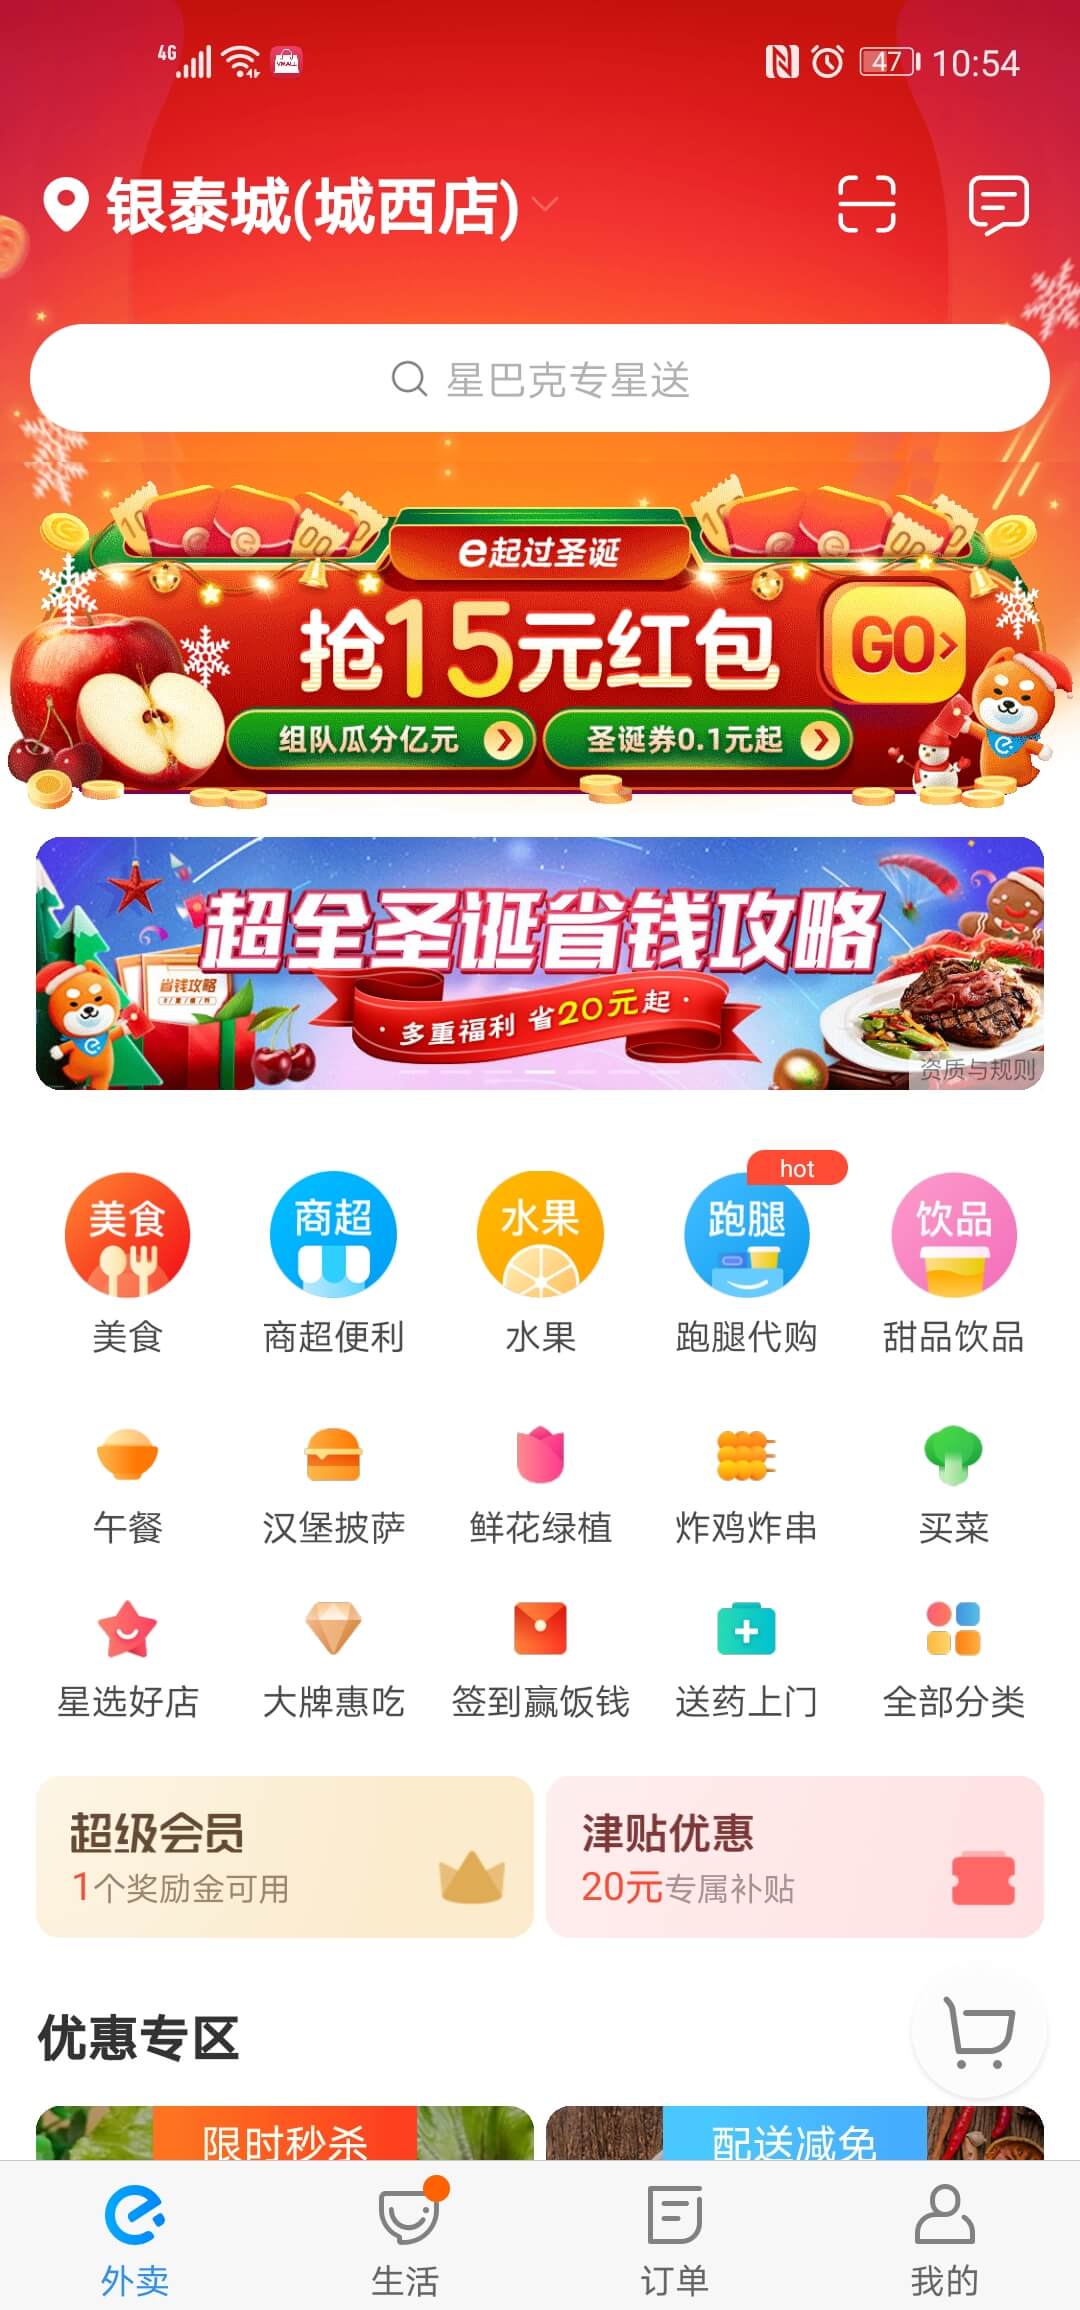 4G
VMALL
47
10:54
银泰城(城西店)
星巴克专星送
e起过圣诞
抢15元红包
GO>
组队瓜分亿元
圣诞券0.1元起
超全圣诞省钱攻略
省钱攻略
·多重福利 省20元起·
资质与规则
hot
美食 商超 水果 跑腿 饮品
美食 商超便利 水果 跑腿代购 甜品饮品
午餐 汉堡披萨 鲜花绿植 炸鸡炸串 买菜
星选好店 大牌惠吃 签到赢饭钱 送药上门 全部分类
超级会员
1个奖励金可用
津贴优惠
20元专属补贴
优惠专区
限时秒杀
配送减免
外卖 生活 订单 我的